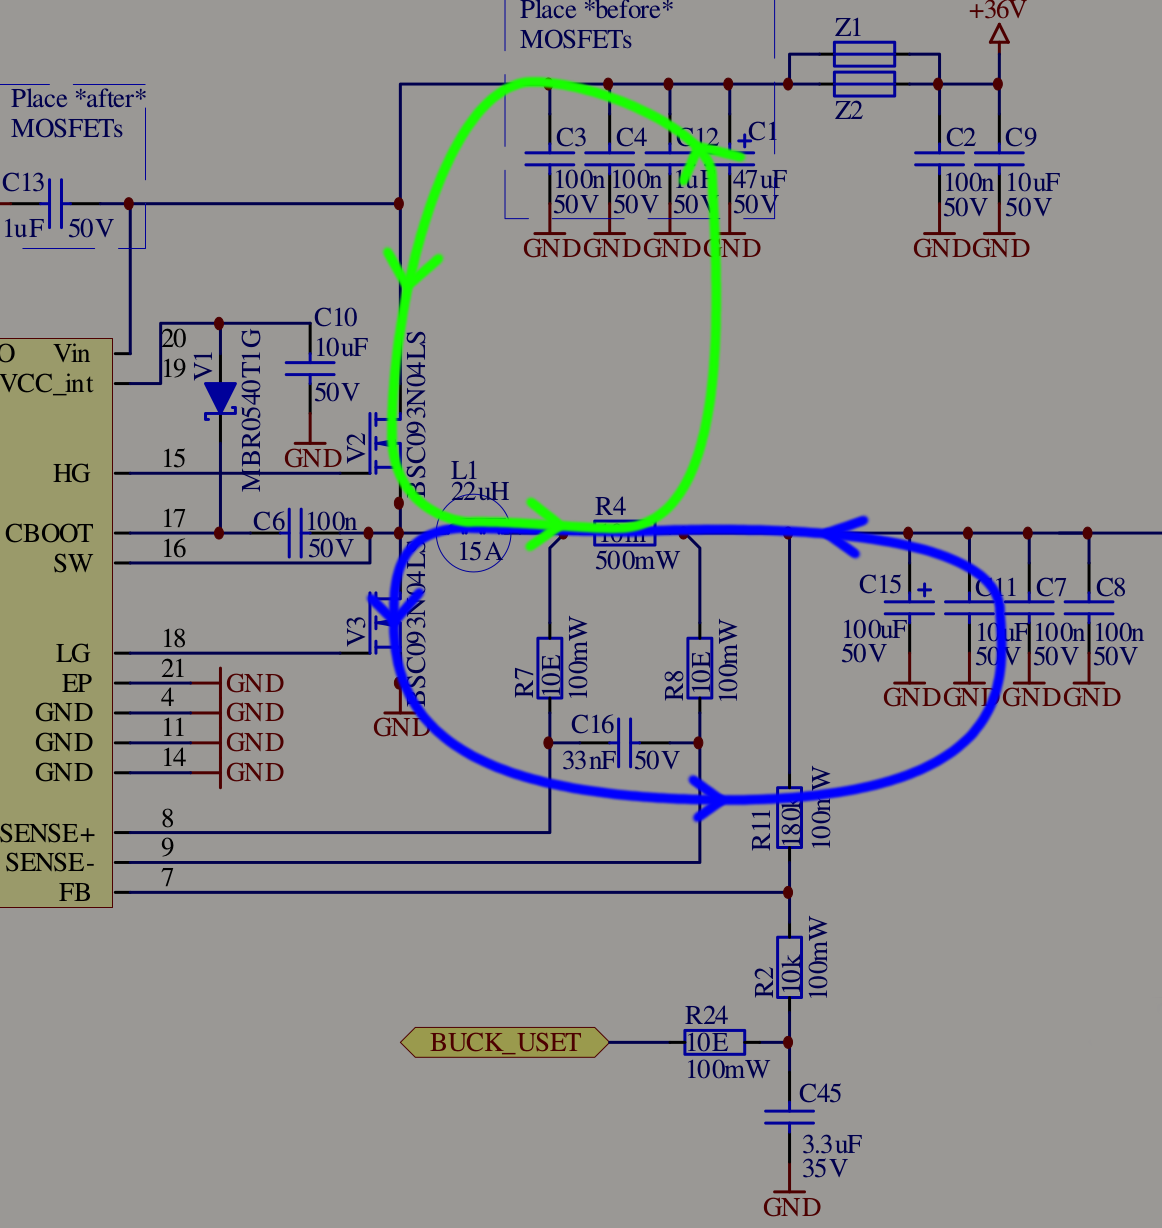 Place *before*
MOSFETs
+36V
Z1
Z2
Place *after*
MOSFETs
C13
1uF
50V
C3
100n
50V
GND
C4
100n
50V
GND
C12
1uF
50V
GND
+
C1
47uF
50V
GND
C2
100n
50V
GND
C9
10uF
50V
GND
O
Vin
20
VCC_int
19
V1
MBR0540T1G
C10
10uF
50V
GND
HG
15
V2
BSC093N04LS
L1
22uH
15A
R4
10m
500mW
CBOOT
17
C6
100n
50V
SW
16
V3
BSC093N04LS
GND
LG
18
EP
21
GND
GND
4
GND
GND
11
GND
GND
14
GND
R7
10E
100mW
R8
10E
100mW
C16
33nF
50V
C15
+
100uF
50V
GND
C11
10uF
50V
GND
C7
100n
50V
GND
C8
100n
50V
GND
SENSE+
8
SENSE-
9
FB
7
R11
180k
100mW
R2
10k
100mW
BUCK_USET
R24
10E
100mW
C45
3.3uF
35V
GND